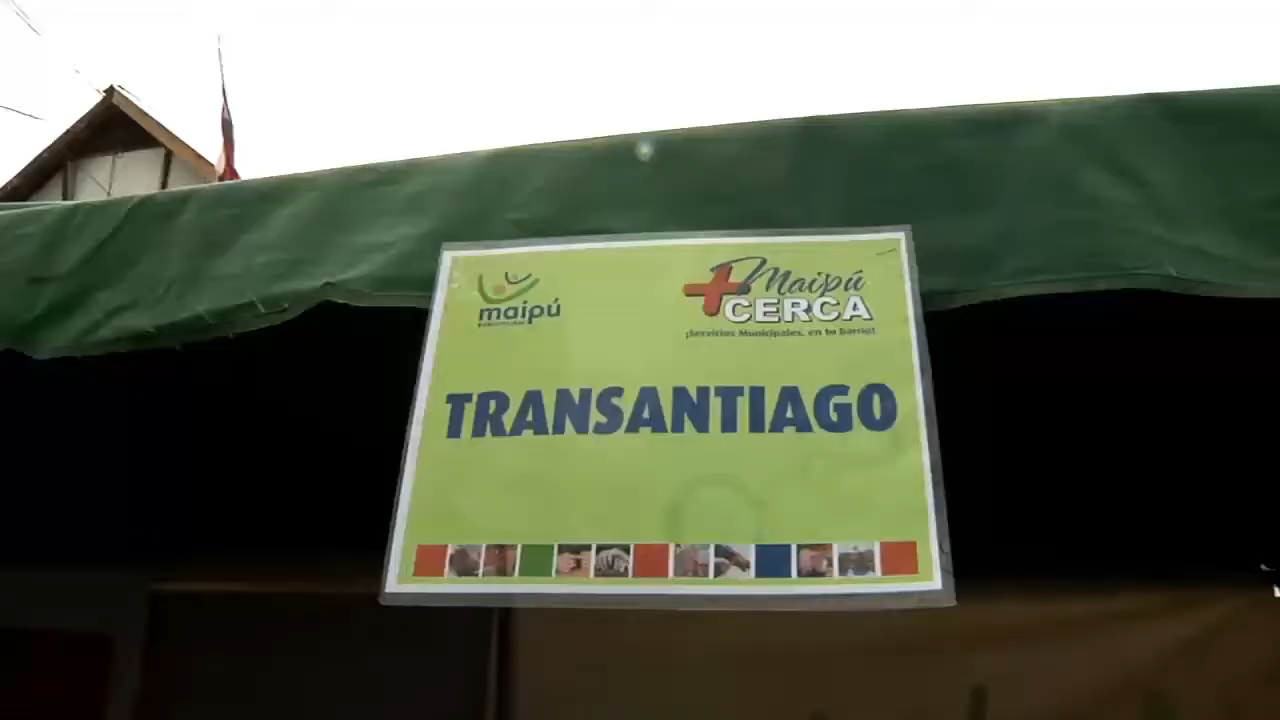 maipú
Maipú
CERCA
¡Servicios Municipales, en tu barrio!
TRANSANTIAGO